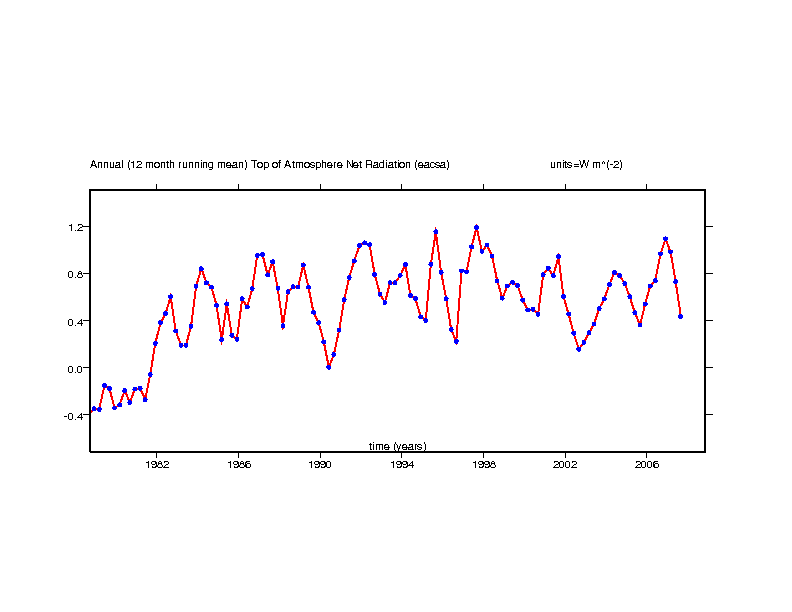 Annual (12 month running mean) Top of Atmosphere Net Radiation (eacsa) units=W m^(-2)
1.2
0.8
0.4
0.0
-0.4
time (years)
1982 1986 1990 1994 1998 2002 2006